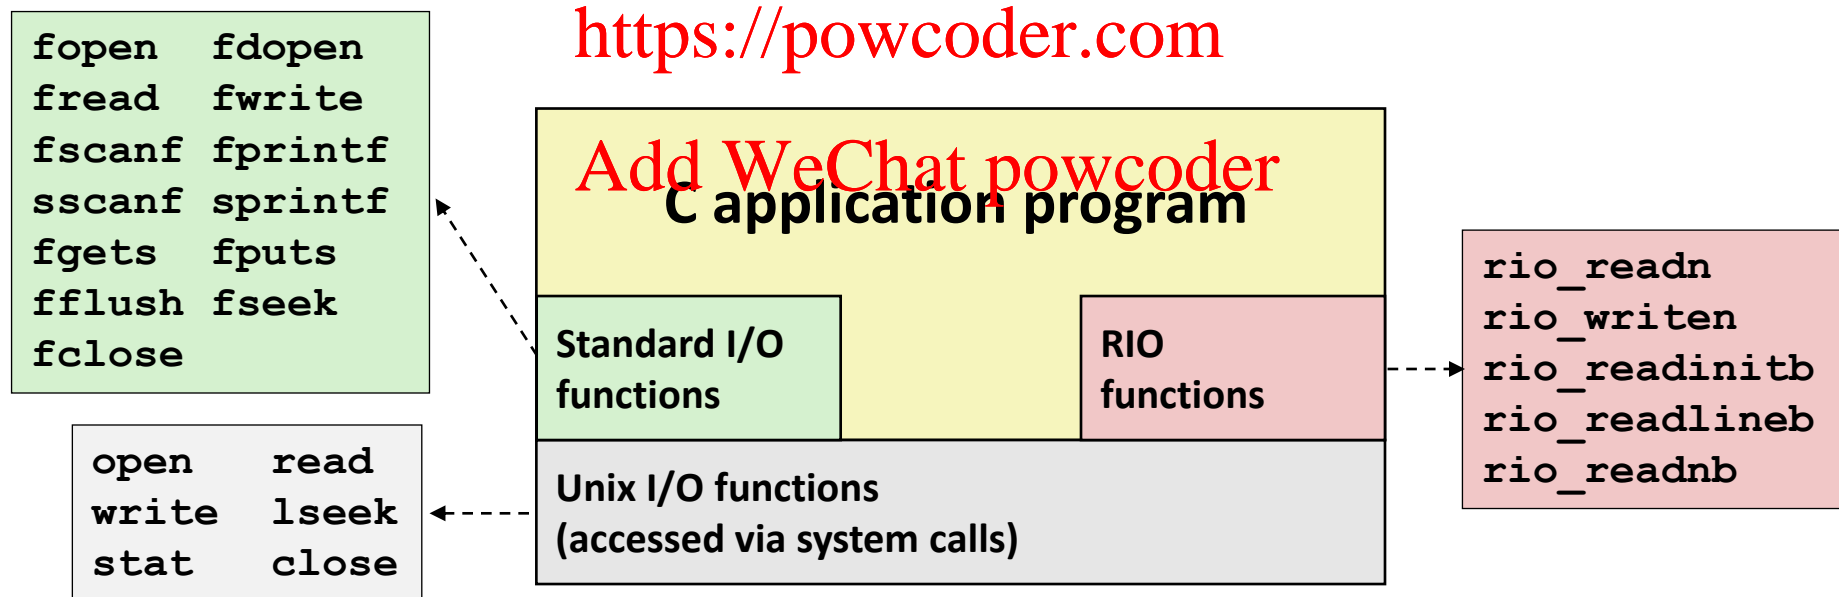 https://powcoder.com
fopen fdopen
fread fwrite
fscanf fprintf
sscanf sprintf
fgets fputs
fflush fseek
fclose
Add WeChat powcoder
C application program
Standard I/O
functions
RIO
functions
rio_readn
rio_writen
rio_readinitb
rio_readlineb
rio_readnb
open read
write lseek
stat close
Unix I/O functions
(accessed via system calls)